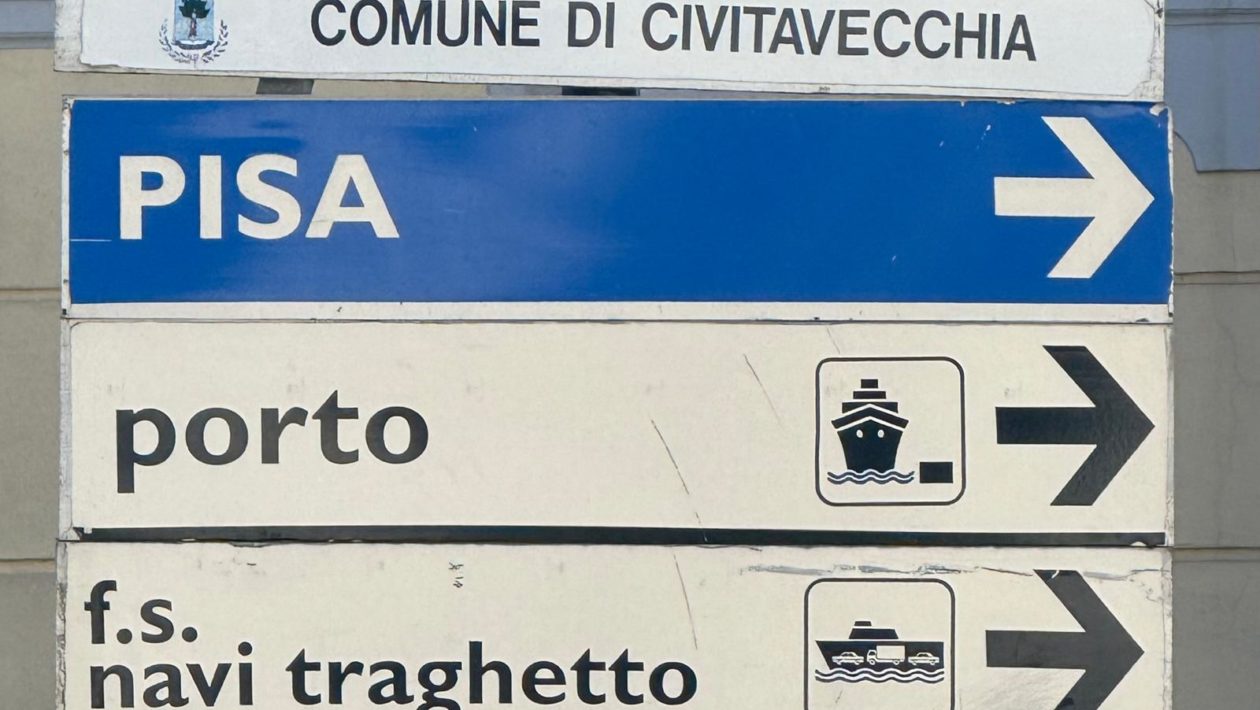 COMUNE DI CIVITAVECCHIA
PISA
porto
f.s.
navi traghetto